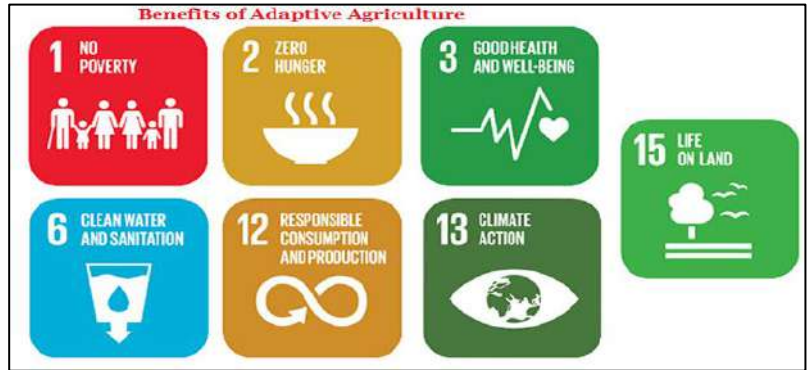 Benefits of Adaptive Agriculture
1 NO
POVERTY
2 ZERO
HUNGER
3 GOOD HEALTH
AND WELL-BEING
15 LIFE
ON LAND
6 CLEAN WATER
AND SANITATION
12 RESPONSIBLE
CONSUMPTION
AND PRODUCTION
13 CLIMATE
ACTION